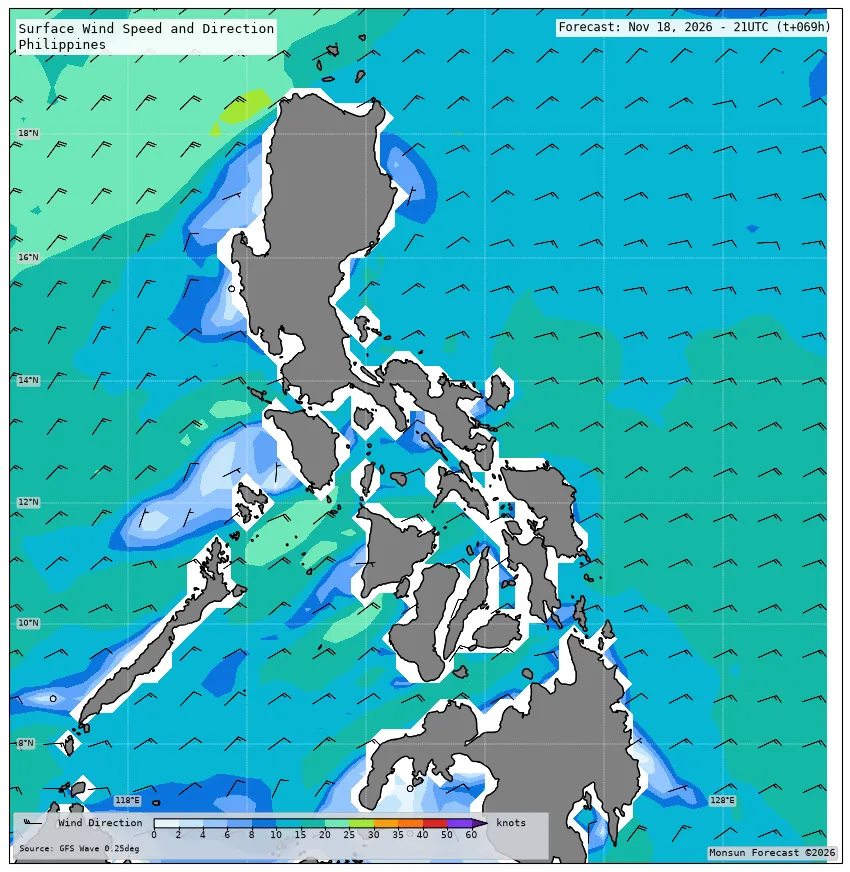 Surface Wind Speed and Direction
Philippines
Forecast: Nov 18, 2026 - 21UTC (t+069h)
18°N
16°N
14°N
12°N
10°N
8°N
118°E
128°E
Wind Direction
0 2 4 6 8 10 15 20 25 30 35 40 50 60
knots
Source: GFS Wave 0.25deg
Monsun Forecast ©2026